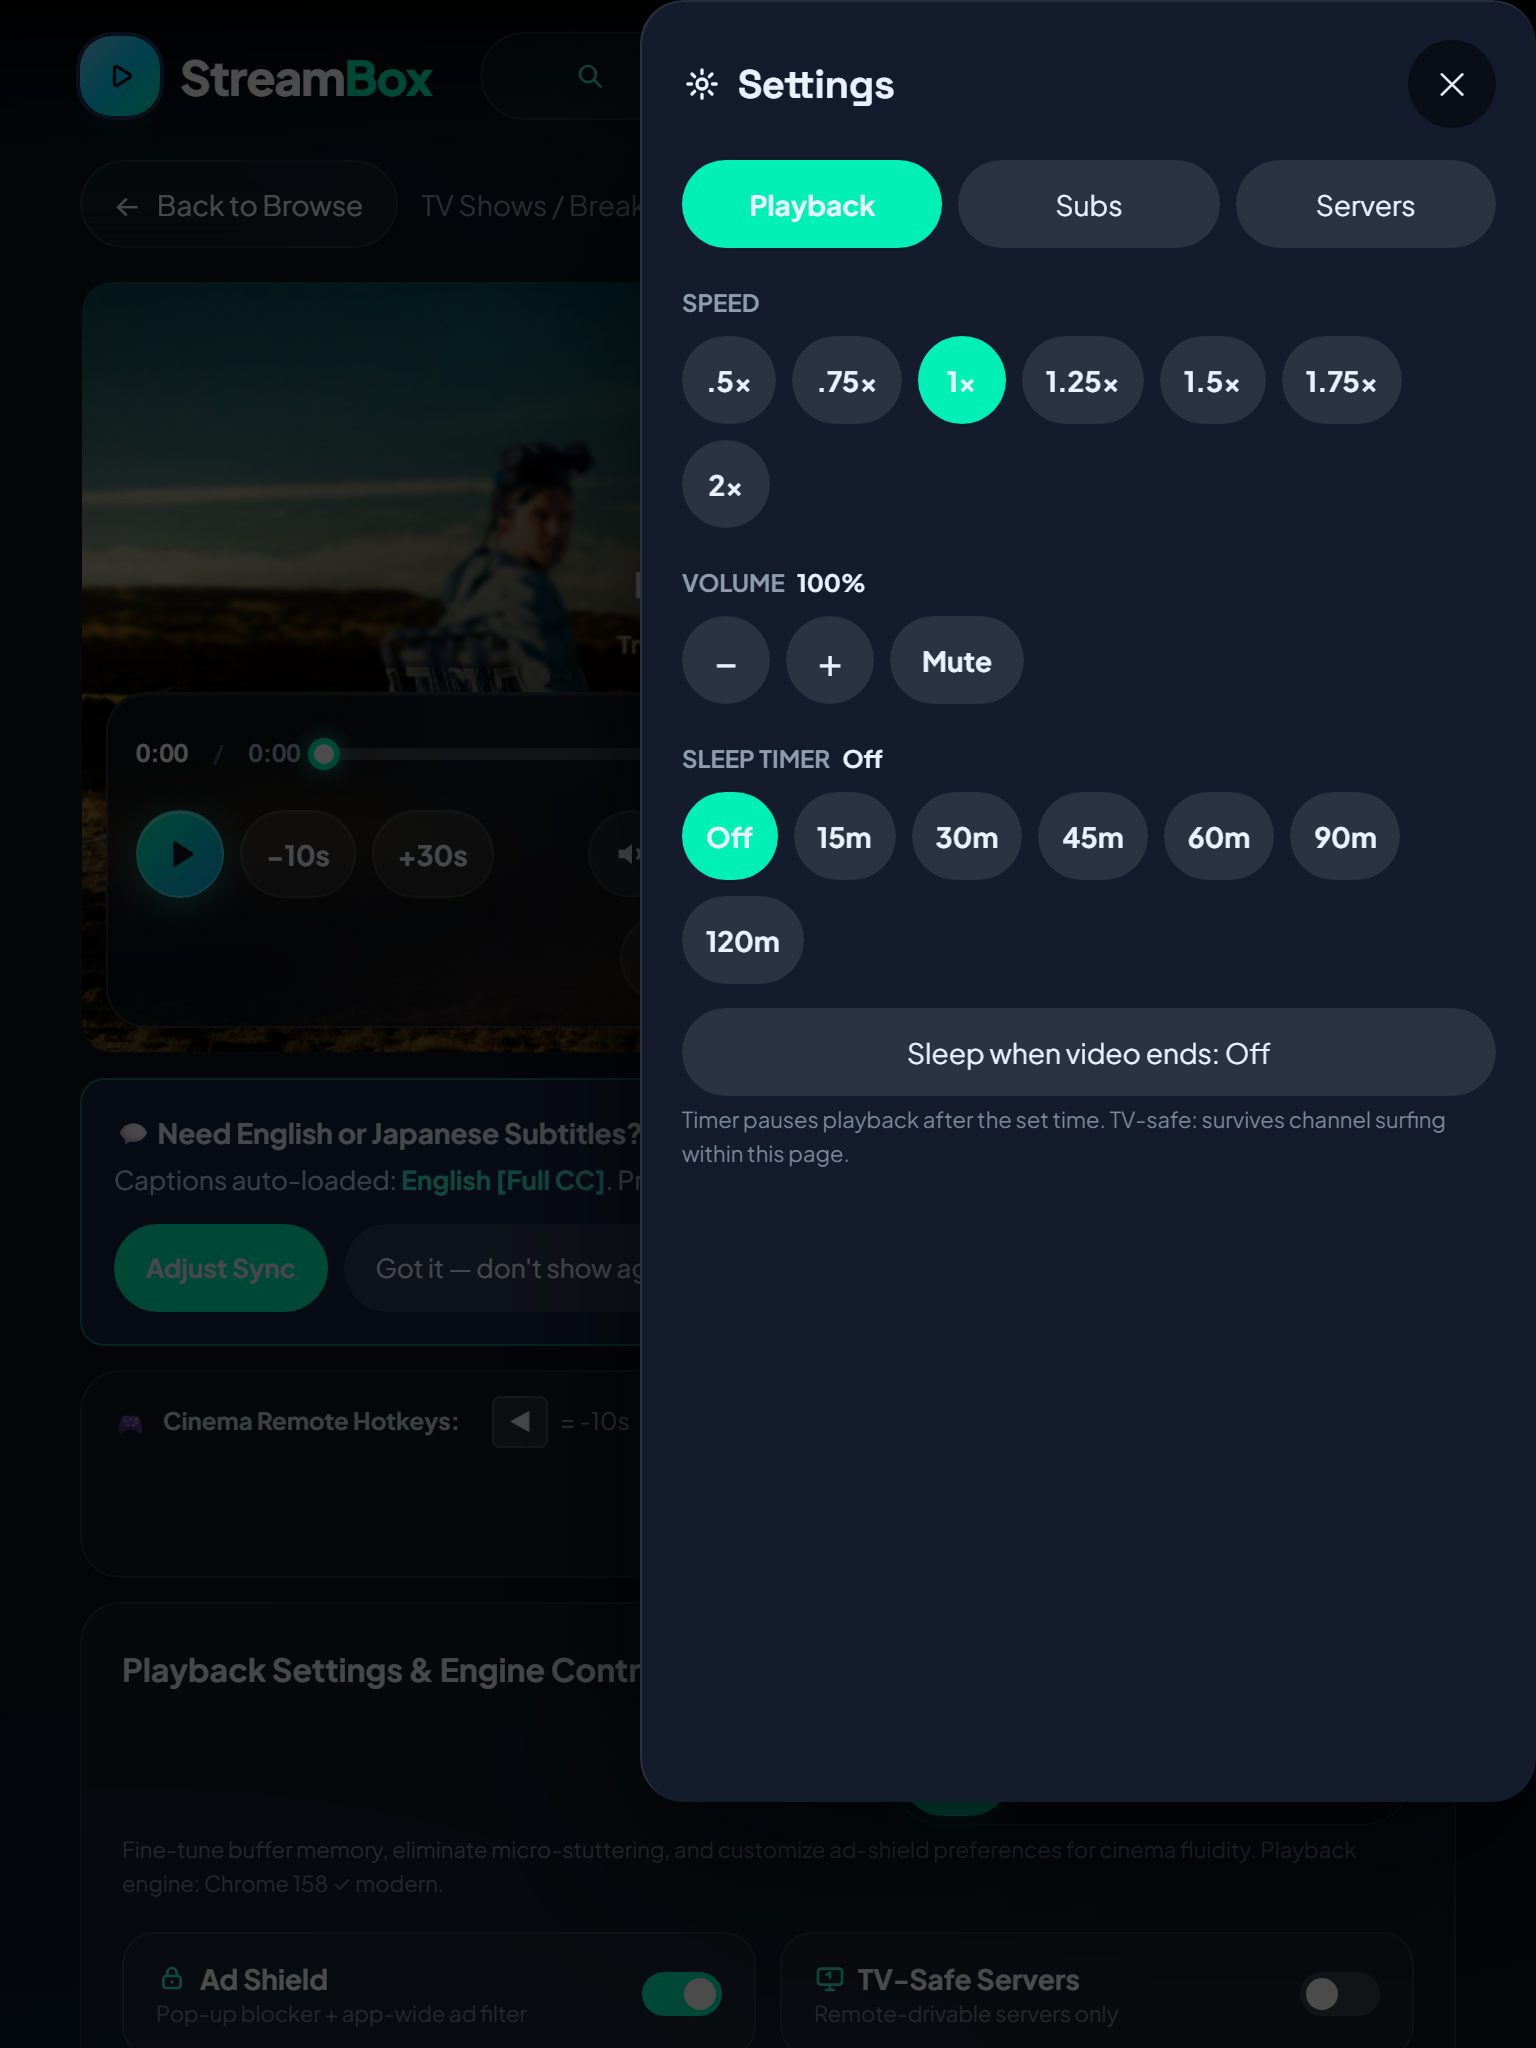 StreamBox
Settings
← Back to Browse
TV Shows / Break
Playback
Subs
Servers
SPEED
.5×
.75×
1×
1.25×
1.5×
1.75×
2×
VOLUME 100%
−
+
Mute
SLEEP TIMER Off
Off
15m
30m
45m
60m
90m
120m
Sleep when video ends: Off
Timer pauses playback after the set time. TV-safe: survives channel surfing
within this page.
0:00 / 0:00
-10s
+30s
Need English or Japanese Subtitles?
Captions auto-loaded: English [Full CC]. Pr
Adjust Sync
Got it — don't show ag
Cinema Remote Hotkeys: ◀ = -10s
Playback Settings & Engine Contr
Fine-tune buffer memory, eliminate micro-stuttering, and customize ad-shield preferences for cinema fluidity. Playback
engine: Chrome 158 ✓ modern.
Ad Shield
Pop-up blocker + app-wide ad filter
TV-Safe Servers
Remote-drivable servers only